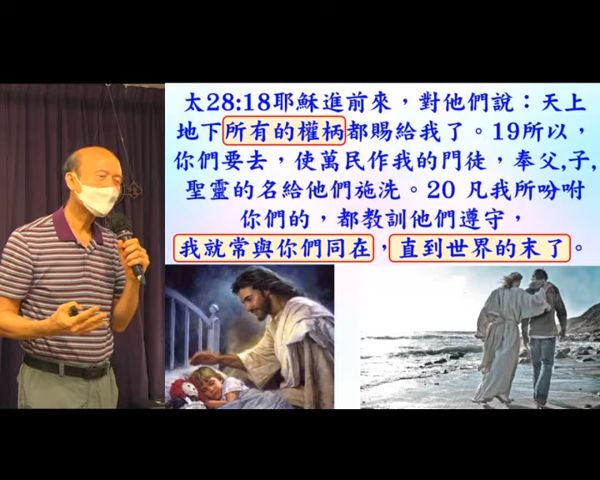 太28:18耶穌進前來，對他們說：天上
地下所有的權柄都賜給我了。19所以，
你們要去，使萬民作我的門徒，奉父,子,
聖靈的名給他們施洗。20 凡我所吩咐
你們的，都教訓他們遵守，
我就常與你們同在，直到世界的末了。